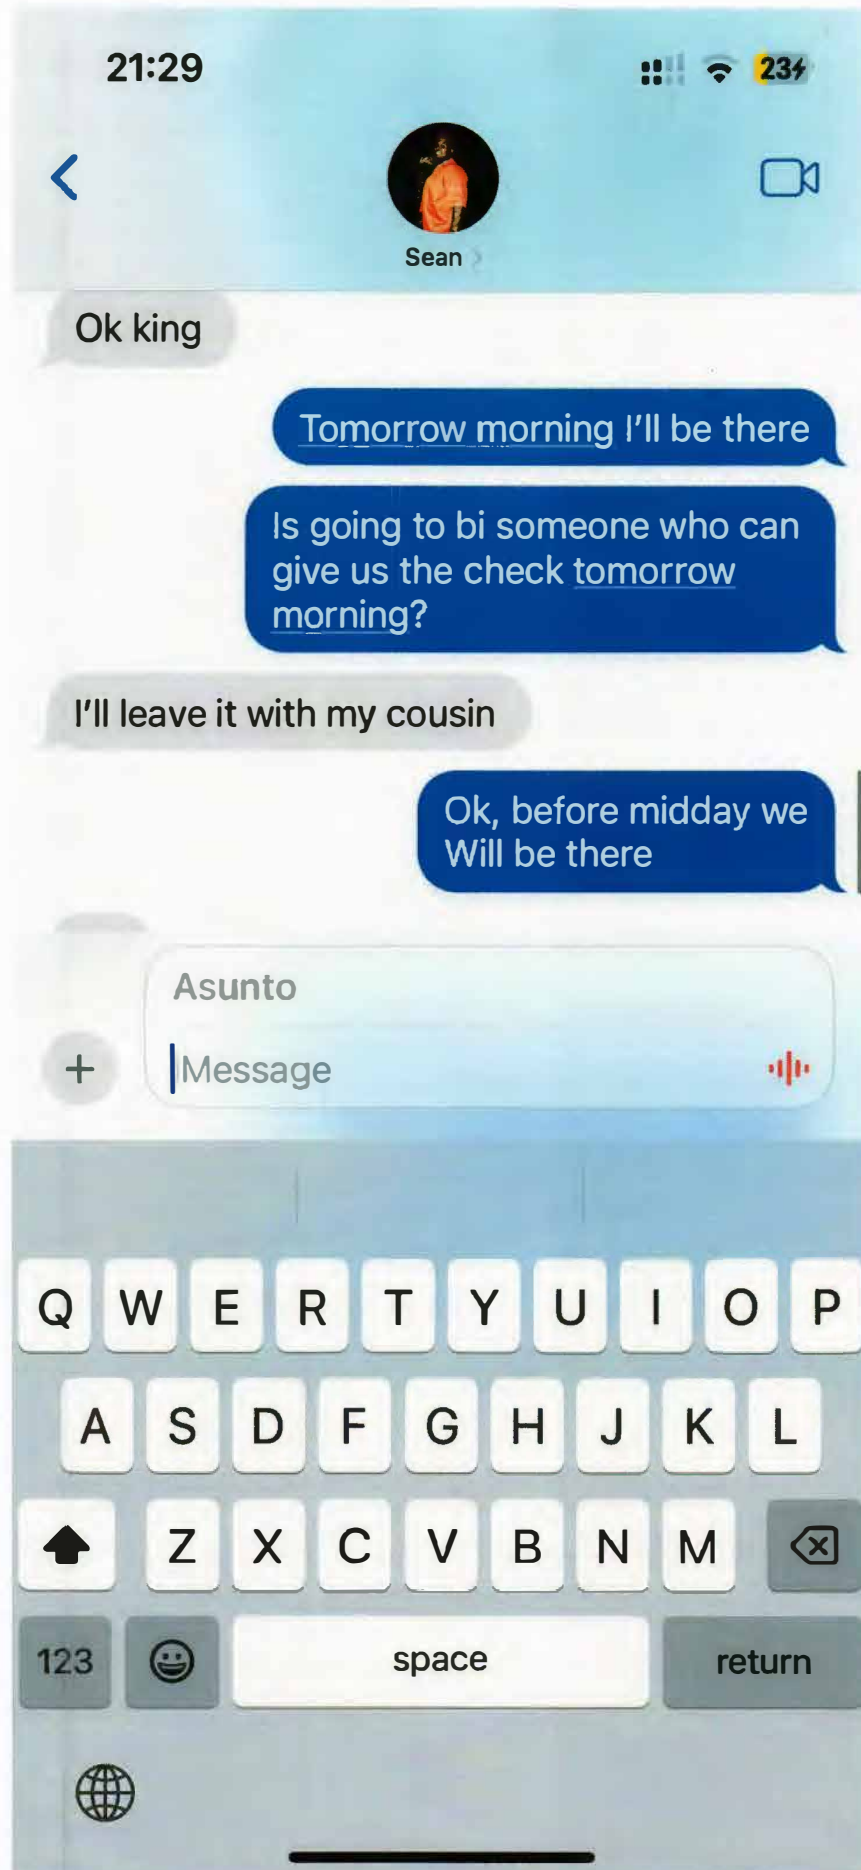 21:29
23
Sean
Ok king
Tomorrow morning I'll be there
Is going to bi someone who can
give us the check tomorrow
morning?
I'll leave it with my cousin
Ok, before midday we
Will be there
Asunto
Message
Q W E R T Y U I O P
A S D F G H J K L
Z X C V B N M
123 space return